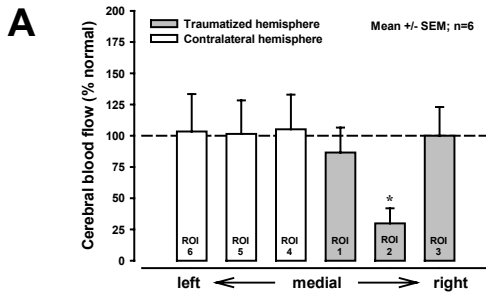 A
Traumatized hemisphere
Contralateral hemisphere
Mean +/- SEM; n=6
Cerebral blood flow (% normal)
200
175
150
125
100
75
50
25
0
*
ROI
6
ROI
5
ROI
4
ROI
1
ROI
2
ROI
3
left medial right